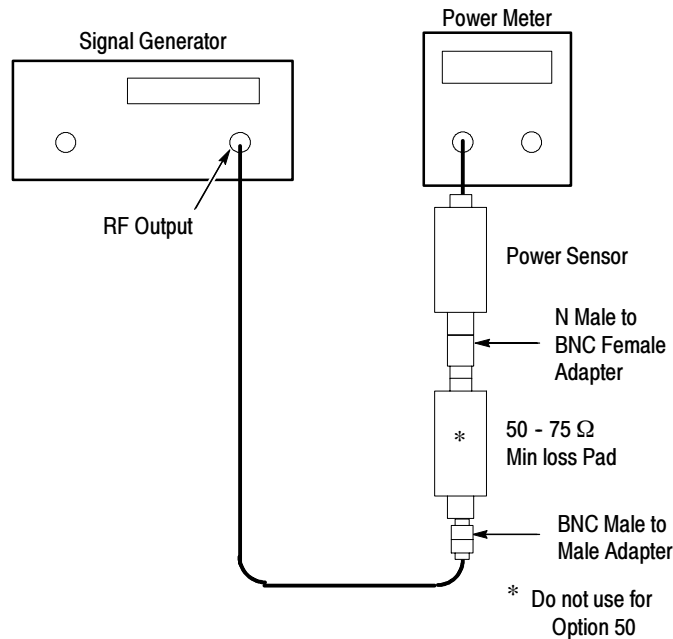 Power Meter
Signal Generator
RF Output
Power Sensor
N Male to
BNC Female
Adapter
*
50 - 75 Ω
Min loss Pad
BNC Male to
Male Adapter
* Do not use for
Option 50